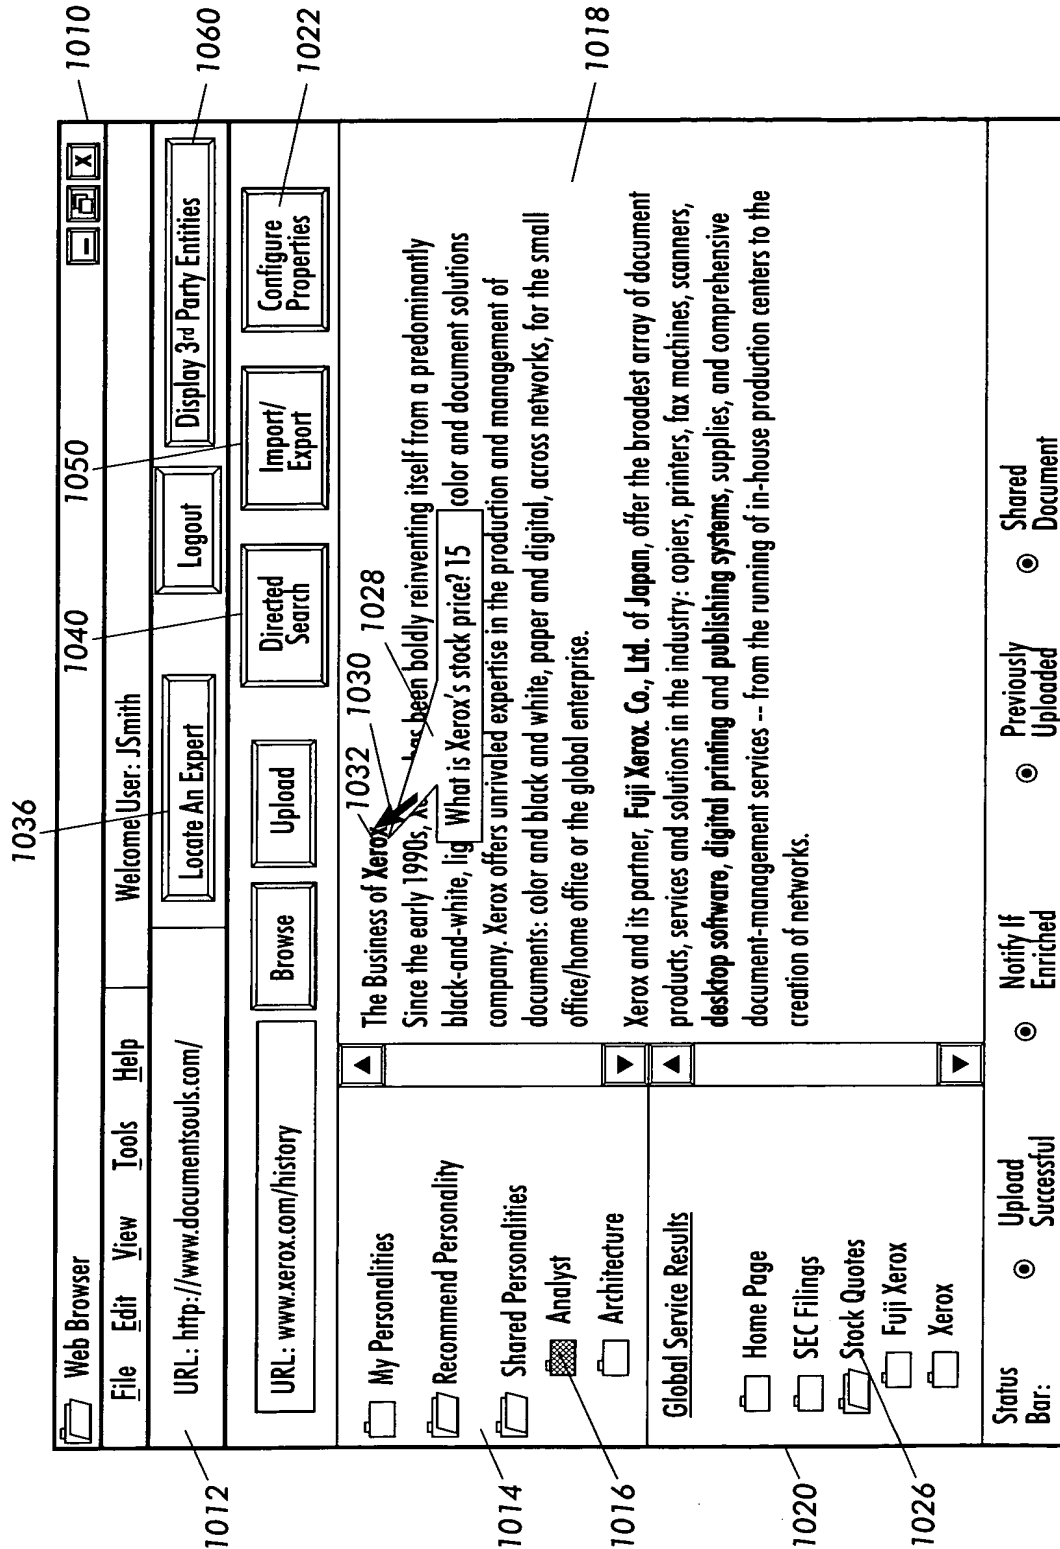 1036
1040
1050
1010
1060
1022
Web Browser
File Edit View Tools Help
Welcome User: JSmith
1012
URL: http://www.documentsouls.com/
Locate An Expert
Logout
Display 3rd Party Entities
URL: www.xerox.com/history
Browse
Upload
Directed
Search
Import/
Export
Configure
Properties
1014
My Personalities
Recommend Personality
Shared Personalities
1016
Analyst
Architecture
1032
1030
1028
1018
The Business of Xerox
Since the early 1990s, has been boldly reinventing itself from a predominantly
black-and-white, color and document solutions
What is Xerox's stock price? 15
company. Xerox offers unrivaled expertise in the production and management of
documents: color and black and white, paper and digital, across networks, for the small
office/home office or the global enterprise.
Xerox and its partner, Fuji Xerox. Co., Ltd. of Japan, offer the broadest array of document
products, services and solutions in the industry: copiers, printers, fax machines, scanners,
desktop software, digital printing and publishing systems, supplies, and comprehensive
document-management services -- from the running of in-house production centers to the
creation of networks.
1020
Global Service Results
Home Page
SEC Filings
Stock Quotes
1026
Fuji Xerox
Xerox
Status
Bar:
Upload
Successful
Notify If
Enriched
Previously
Uploaded
Shared
Document